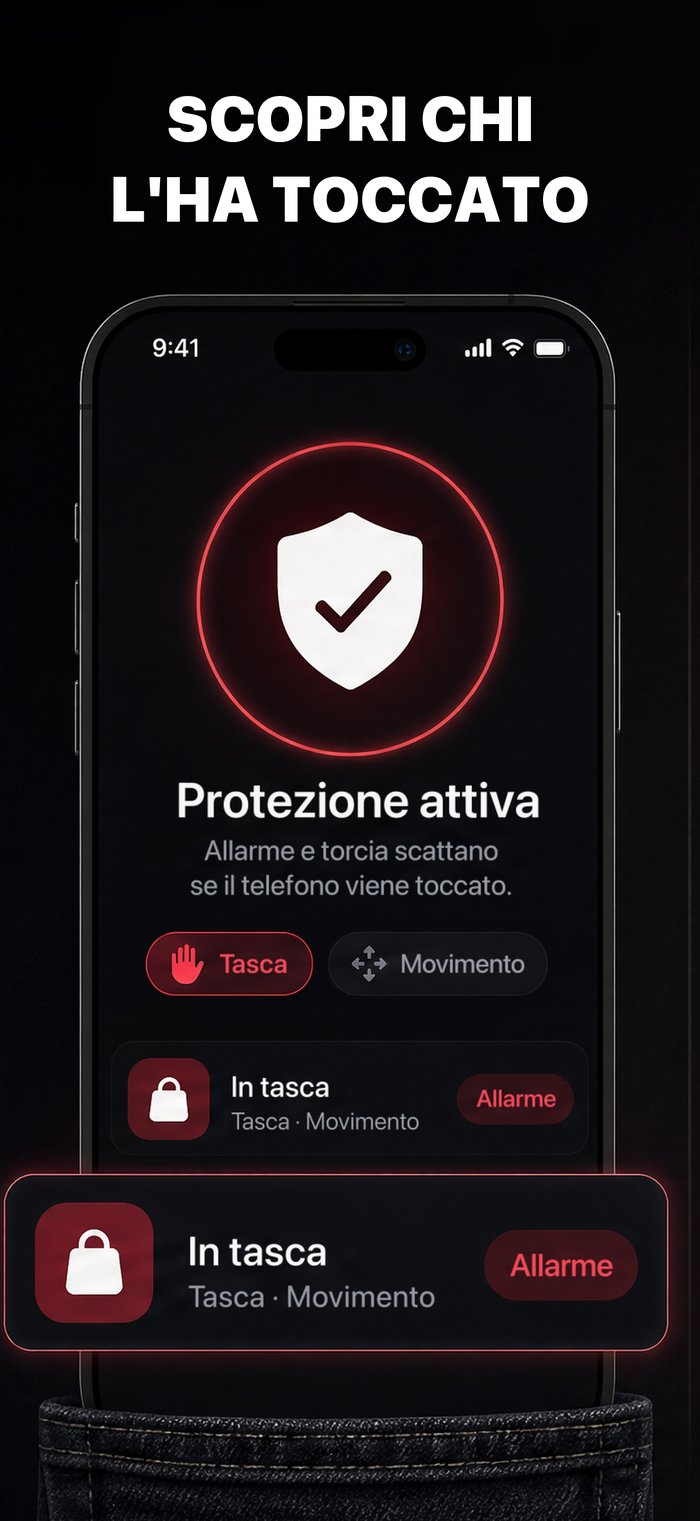 SCOPRI CHI
L'HA TOCCATO
9:41
Protezione attiva
Allarme e torcia scattano
se il telefono viene toccato.
Tasca
Movimento
In tasca
Tasca · Movimento
Allarme
In tasca
Tasca · Movimento
Allarme